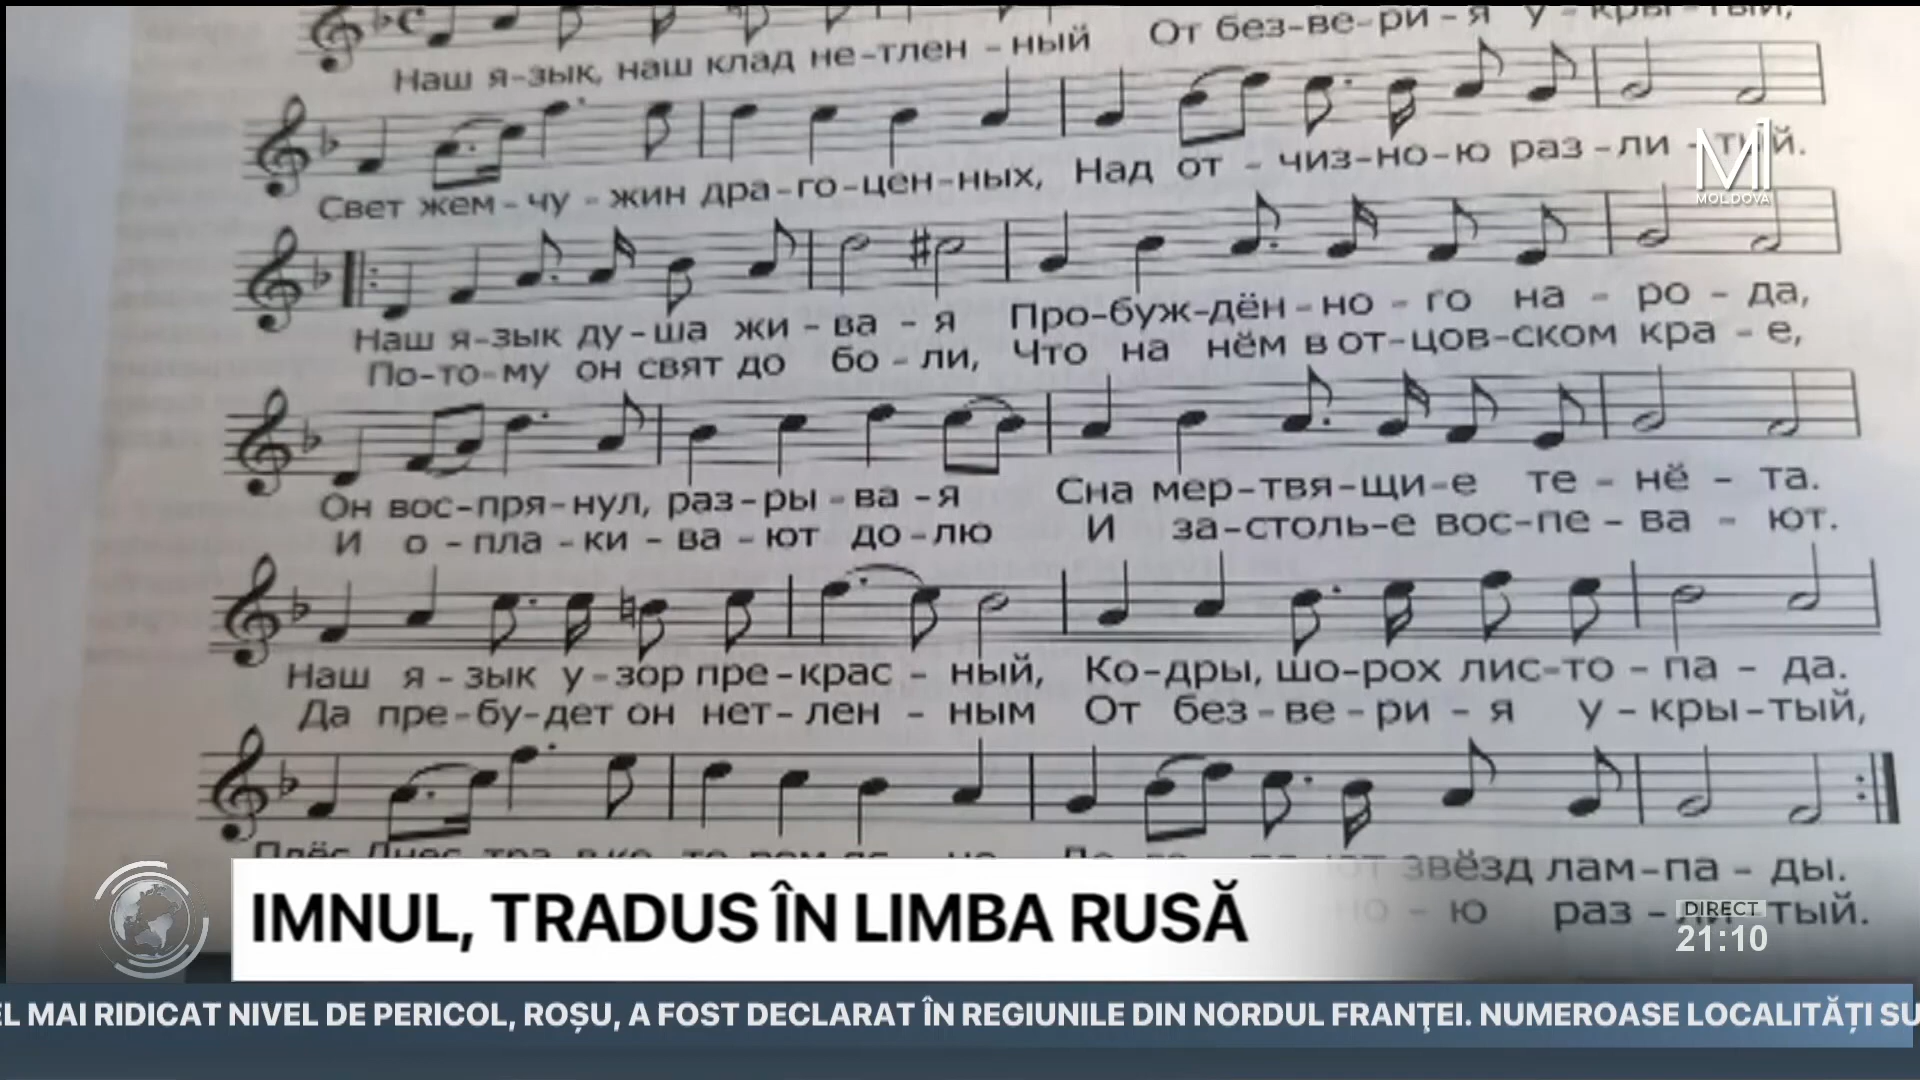 Наш я-зык, наш клад не-тлен-ный От без-ве-ри-я у-кры-тый,
Свет жем-чу-жин дра-го-цен-ных, Над от-чиз-но-ю раз-ли-тый.
M1
MOLDOVA
Наш я-зык ду-ша жи-ва-я Про-буж-дён-но-го на-ро-да,
По-то-му он свят до бо-ли, Что на нём в от-цов-ском кра-е,
Он вос-пря-нул, раз-ры-ва-я Сна мер-твя-щи-е те-нё-та.
И о-пла-ки-ва-ют до-лю И за-столь-е вос-пе-ва-ют.
Наш я-зык у-зор пре-крас-ный, Ко-дры, шо-рох лис-то-па-да.
Да пре-бу-дет он нет-лен-ным От без-ве-ри-я у-кры-тый,
звёзд лам-па-ды.
но-ю раз-ли-тый.
IMNUL, TRADUS ÎN LIMBA RUSĂ
DIRECT
21:10
EL MAI RIDICAT NIVEL DE PERICOL, ROȘU, A FOST DECLARAT ÎN REGIUNILE DIN NORDUL FRANŢEI. NUMEROASE LOCALITĂȚI SU